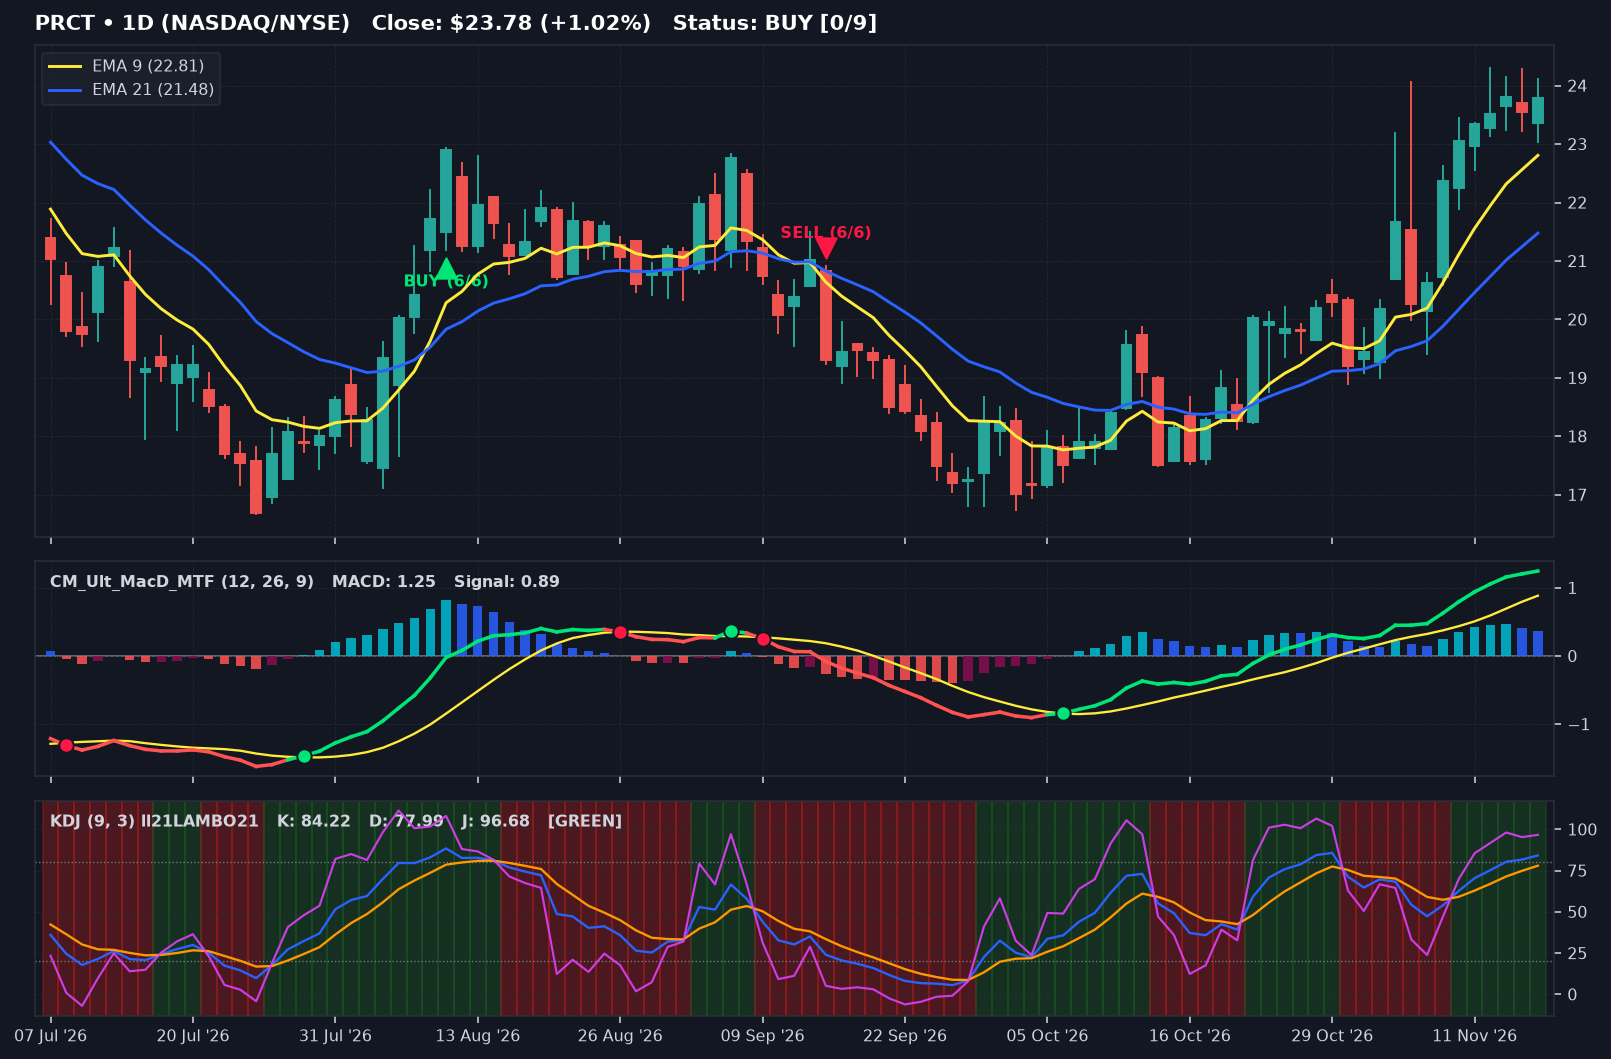 PRCT • 1D (NASDAQ/NYSE)   Close: $23.78 (+1.02%)   Status: BUY [0/9]
EMA 9 (22.81)
EMA 21 (21.48)
24
23
22
21
20
19
18
17
SELL (6/6)
BUY (6/6)
CM_Ult_MacD_MTF (12, 26, 9)   MACD: 1.25   Signal: 0.89
1
0
−1
KDJ (9, 3) II21LAMBO21   K: 84.22   D: 77.99   J: 96.68   [GREEN]
100
75
50
25
0
07 Jul '26
20 Jul '26
31 Jul '26
13 Aug '26
26 Aug '26
09 Sep '26
22 Sep '26
05 Oct '26
16 Oct '26
29 Oct '26
11 Nov '26